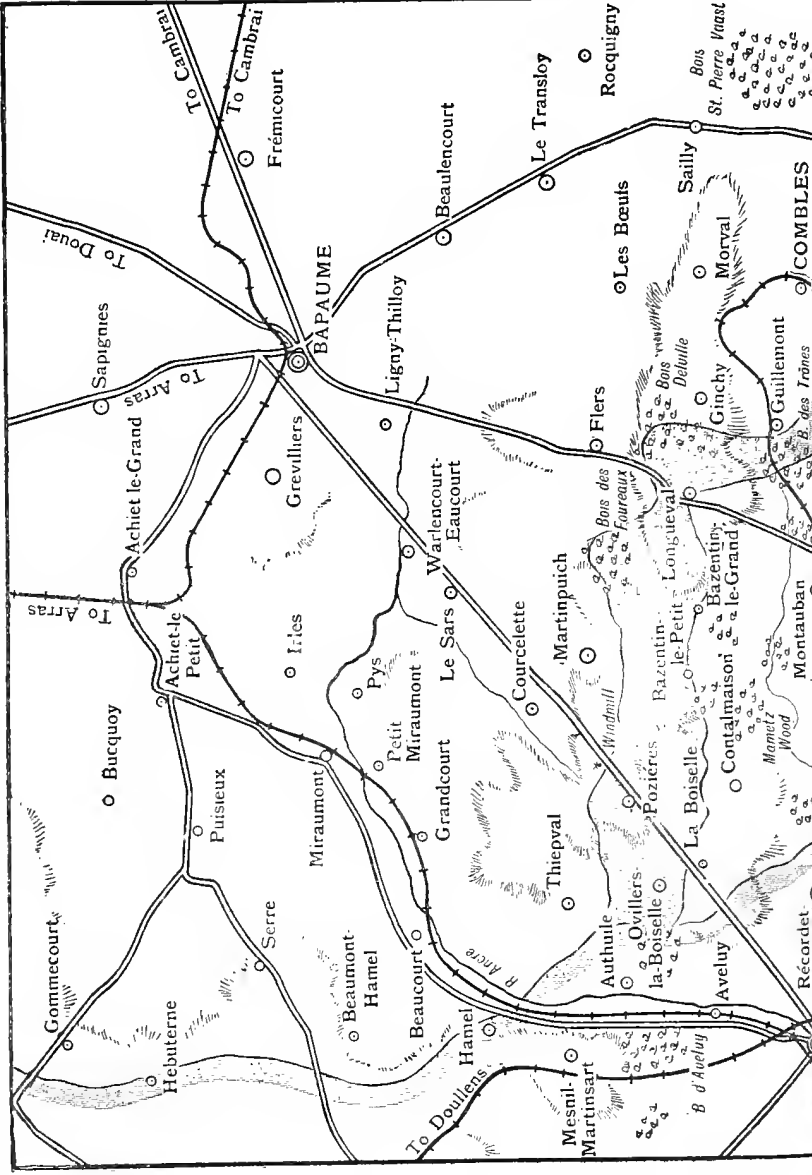 Gommecourt
Hebuterne
To Arras
Bucquoy
Achiet le-Grand
Sapignies
To Douai
To Cambrai
To Cambrai
Frémicourt
Achiet-le
Petit
Puisieux
To Arras
Serre
Irles
Grevilliers
BAPAUME
Beaumont-
Hamel
Miraumont
Pys
Petit
Miraumont
Ligny-Thilloy
Beaucourt
Grandcourt
Warlencourt-
Eaucourt
Beaulencourt
To Doullens
Hamel
R Ancre
Le Sars
Courcelette
Le Transloy
Thiepval
Martinpuich
Flers
Rocquigny
Mesnil-
Martinsart
Authuile
Ovillers-
la-Boiselle
Windmill
Pozières
Bois des
Foureaux
Les Bœufs
Bazentin-
le-Petit
Longueval
Bois
Delville
Sailly
Bois
St. Pierre Vaast
B d'Aveluy
Aveluy
La Boiselle
Contalmaison
Bazentin-
le-Grand
Ginchy
Morval
Mametz
Wood
Guillemont
Récordet-
Montauban
B. des Trônes
COMBLES